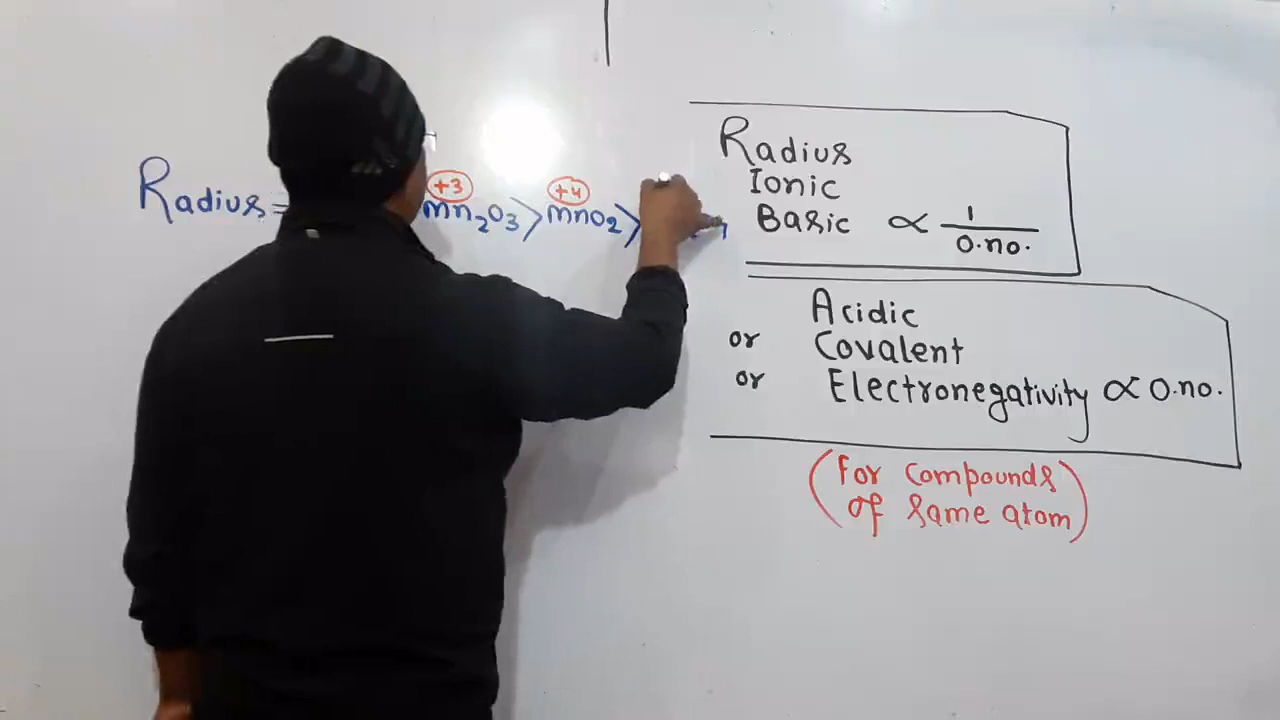 Radius =
+3 +4
mn₂O₃ > mnO₂ >
Radius
Ionic
Basic ∝ 1/O.no.
Acidic
or Covalent
or Electronegativity ∝ O.no.
(For Compounds
of same atom)